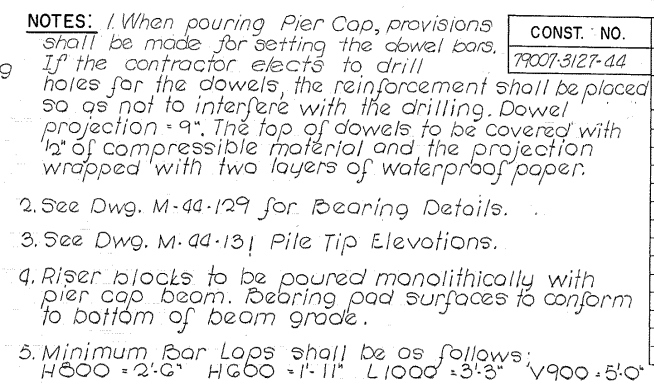 NOTES: 1. When pouring Pier Cap, provisions
shall be made for setting the dowel bars.
If the contractor elects to drill
holes for the dowels, the reinforcement shall be placed
so as not to interfere with the drilling. Dowel
projection = 9". The top of dowels to be covered with
1/2" of compressible material and the projection
wrapped with two layers of waterproof paper.
CONST. NO.
79007-3127-44
2. See Dwg. M-44-129 for Bearing Details.
3. See Dwg. M-44-131 Pile Tip Elevations.
4. Riser blocks to be poured monolithically with
pier cap beam. Bearing pad surfaces to conform
to bottom of beam grade.
5. Minimum Bar Laps shall be as follows;
H800 = 2'-6" H600 = 1'-11" L1000 = 3'-3" V900 = 5'-0"